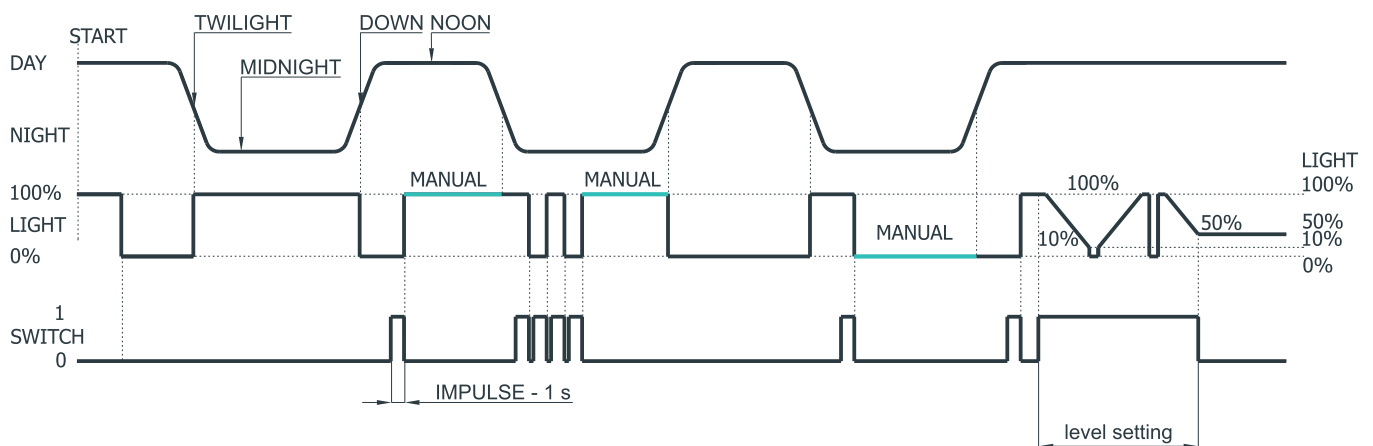 TWILIGHT
DOWN NOON
START
DAY
MIDNIGHT
NIGHT
LIGHT
100%
MANUAL
MANUAL
100%
100%
LIGHT
MANUAL
10%
50%
50%
10%
0%
0%
1
SWITCH
0
IMPULSE - 1 s
level setting